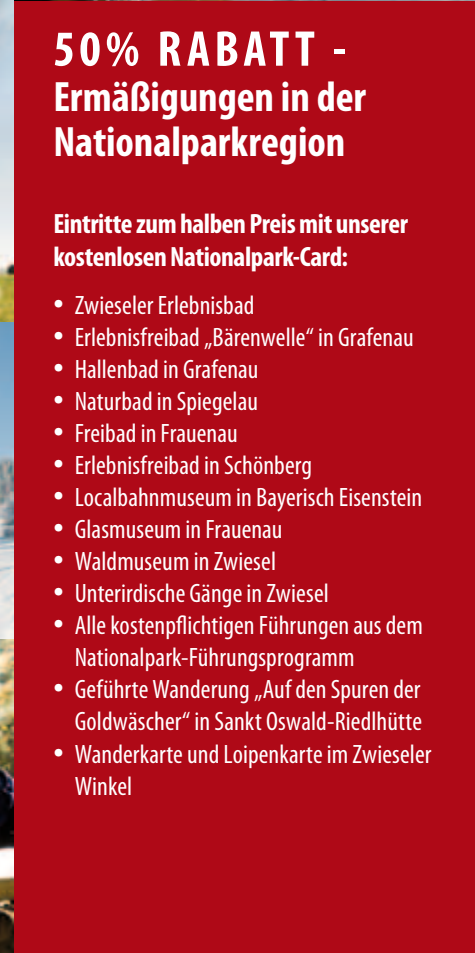 50% RABATT -
Ermäßigungen in der
Nationalparkregion
Eintritte zum halben Preis mit unserer
kostenlosen Nationalpark-Card:
• Zwieseler Erlebnisbad
• Erlebnisfreibad „Bärenwelle“ in Grafenau
• Hallenbad in Grafenau
• Naturbad in Spiegelau
• Freibad in Frauenau
• Erlebnisfreibad in Schönberg
• Localbahnmuseum in Bayerisch Eisenstein
• Glasmuseum in Frauenau
• Waldmuseum in Zwiesel
• Unterirdische Gänge in Zwiesel
• Alle kostenpflichtigen Führungen aus dem
Nationalpark-Führungsprogramm
• Geführte Wanderung „Auf den Spuren der
Goldwäscher“ in Sankt Oswald-Riedlhütte
• Wanderkarte und Loipenkarte im Zwieseler
Winkel